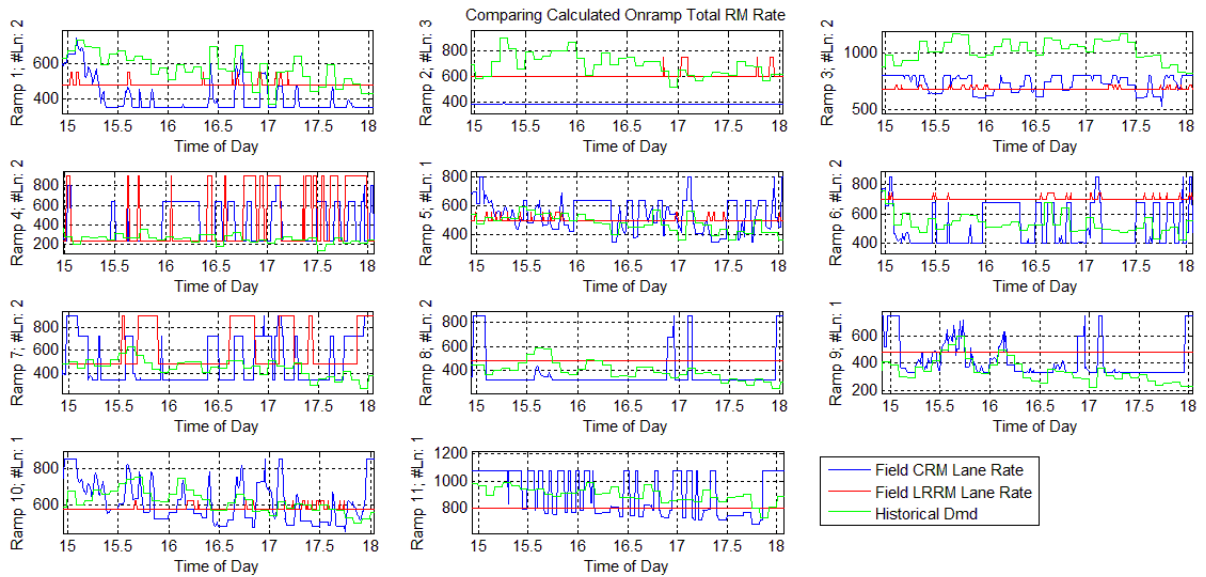 Comparing Calculated Onramp Total RM Rate
Ramp 1; #Ln: 2
600
400
15 15.5 16 16.5 17 17.5 18
Time of Day
Ramp 2; #Ln: 3
800
600
400
15 15.5 16 16.5 17 17.5 18
Time of Day
Ramp 3; #Ln: 2
1000
500
15 15.5 16 16.5 17 17.5 18
Time of Day
Ramp 4; #Ln: 2
800
600
400
200
15 15.5 16 16.5 17 17.5 18
Time of Day
Ramp 5; #Ln: 1
800
600
400
15 15.5 16 16.5 17 17.5 18
Time of Day
Ramp 6; #Ln: 2
800
600
400
15 15.5 16 16.5 17 17.5 18
Time of Day
Ramp 7; #Ln: 2
800
600
400
15 15.5 16 16.5 17 17.5 18
Time of Day
Ramp 8; #Ln: 2
800
600
400
15 15.5 16 16.5 17 17.5 18
Time of Day
Ramp 9; #Ln: 1
600
400
200
15 15.5 16 16.5 17 17.5 18
Time of Day
Ramp 10; #Ln: 1
800
600
15 15.5 16 16.5 17 17.5 18
Time of Day
Ramp 11; #Ln: 1
1200
1000
800
15 15.5 16 16.5 17 17.5 18
Time of Day
Field CRM Lane Rate
Field LRRM Lane Rate
Historical Dmd